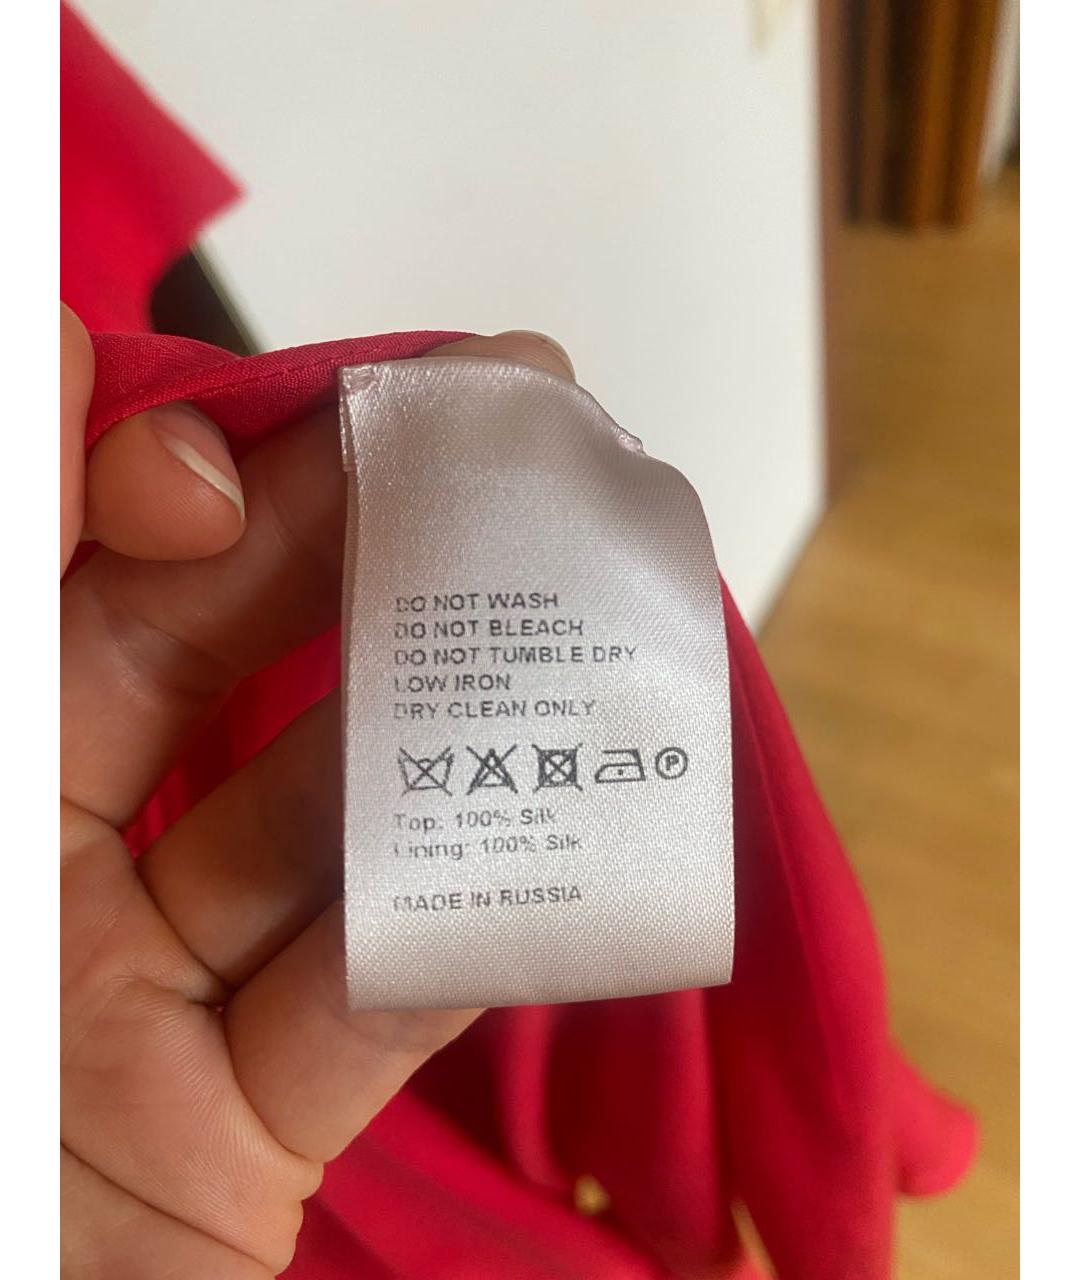 DO NOT WASH
DO NOT BLEACH
DO NOT TUMBLE DRY
LOW IRON
DRY CLEAN ONLY
P
Top: 100% Silk
Lining: 100% Silk
MADE IN RUSSIA